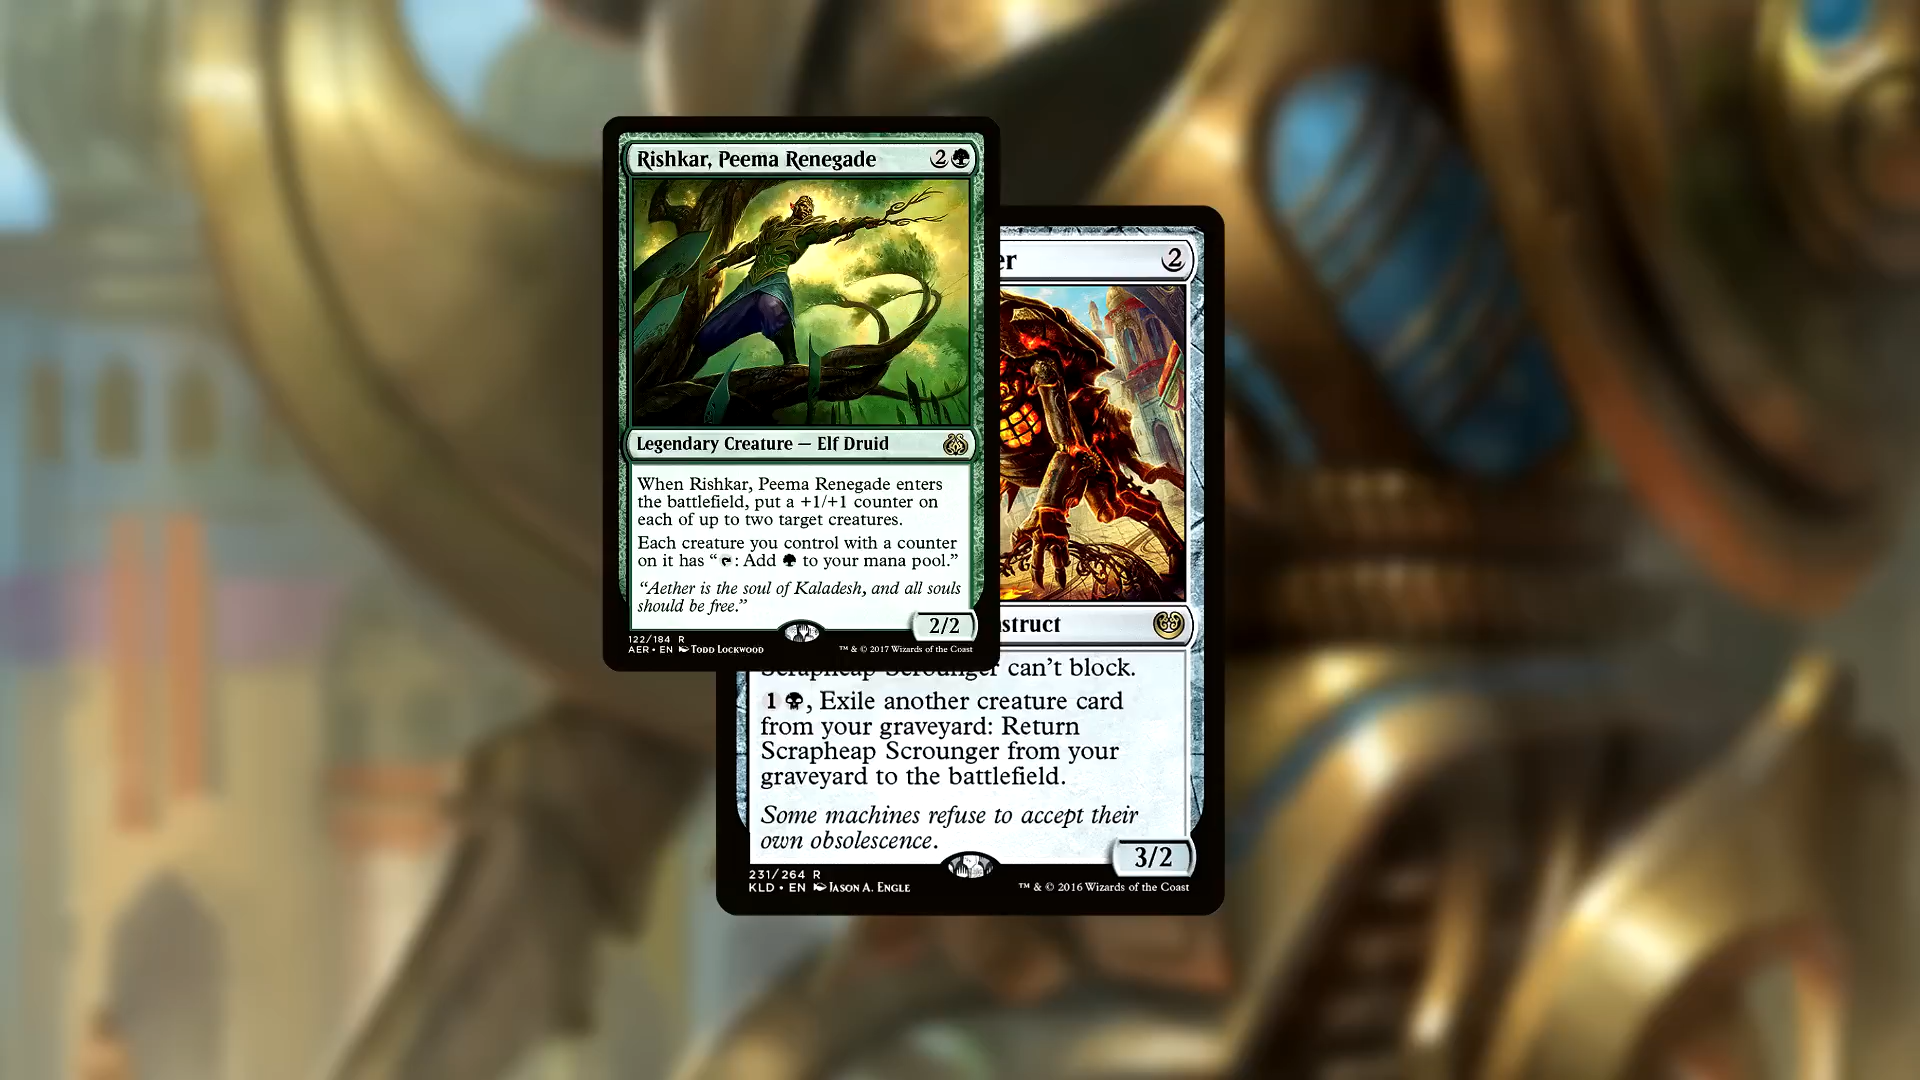 Rishkar, Peema Renegade 2
Legendary Creature — Elf Druid
When Rishkar, Peema Renegade enters
the battlefield, put a +1/+1 counter on
each of up to two target creatures.
Each creature you control with a counter
on it has “: Add to your mana pool.”
“Aether is the soul of Kaladesh, and all souls
should be free.”
2/2
122/184 R
AER • EN Todd Lockwood
™ & © 2017 Wizards of the Coast
er 2
struct
Scrapheap Scrounger can’t block.
1 , Exile another creature card
from your graveyard: Return
Scrapheap Scrounger from your
graveyard to the battlefield.
Some machines refuse to accept their
own obsolescence.
3/2
231/264 R
KLD • EN Jason A. Engle
™ & © 2016 Wizards of the Coast